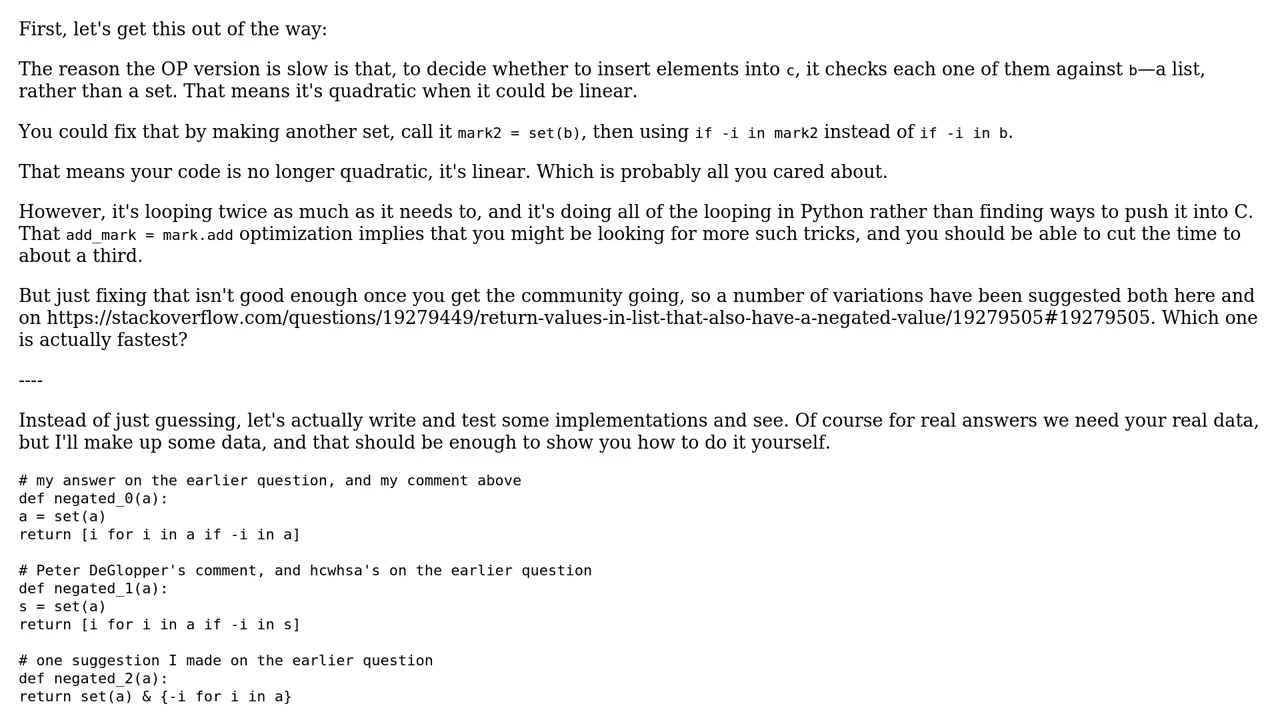 First, let's get this out of the way:
The reason the OP version is slow is that, to decide whether to insert elements into c, it checks each one of them against b—a list,
rather than a set. That means it's quadratic when it could be linear.
You could fix that by making another set, call it mark2 = set(b), then using if -i in mark2 instead of if -i in b.
That means your code is no longer quadratic, it's linear. Which is probably all you cared about.
However, it's looping twice as much as it needs to, and it's doing all of the looping in Python rather than finding ways to push it into C.
That add_mark = mark.add optimization implies that you might be looking for more such tricks, and you should be able to cut the time to
about a third.
But just fixing that isn't good enough once you get the community going, so a number of variations have been suggested both here and
on https://stackoverflow.com/questions/19279449/return-values-in-list-that-also-have-a-negated-value/19279505#19279505. Which one
is actually fastest?
----
Instead of just guessing, let's actually write and test some implementations and see. Of course for real answers we need your real data,
but I'll make up some data, and that should be enough to show you how to do it yourself.
# my answer on the earlier question, and my comment above
def negated_0(a):
a = set(a)
return [i for i in a if -i in a]
# Peter DeGlopper's comment, and hcwhsa's on the earlier question
def negated_1(a):
s = set(a)
return [i for i in a if -i in s]
# one suggestion I made on the earlier question
def negated_2(a):
return set(a) & {-i for i in a}